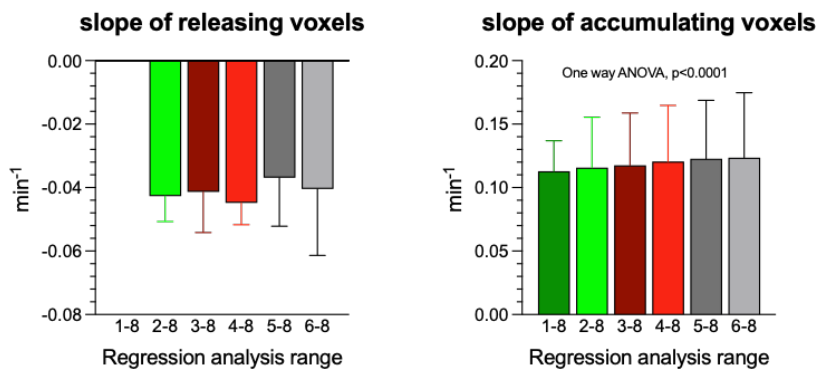 slope of releasing voxels
0.00
-0.02
-0.04
-0.06
-0.08
min-1
1-8 2-8 3-8 4-8 5-8 6-8
Regression analysis range
slope of accumulating voxels
One way ANOVA, p<0.0001
0.20
0.15
0.10
0.05
0.00
min-1
1-8 2-8 3-8 4-8 5-8 6-8
Regression analysis range